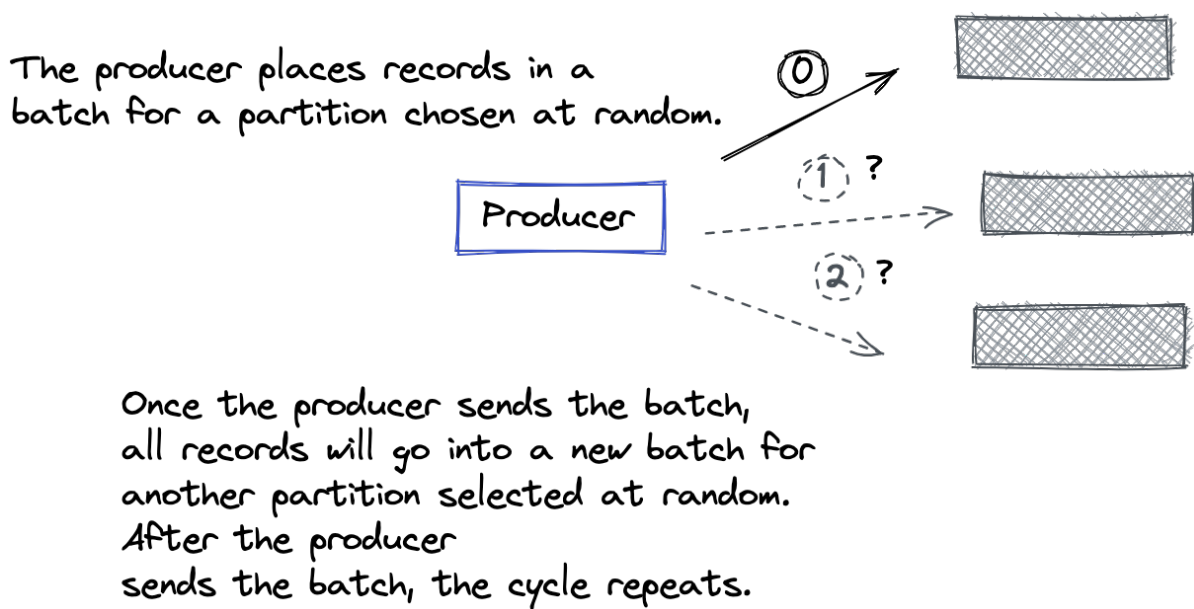 The producer places records in a
batch for a partition chosen at random.
0
1 ?
Producer
2 ?
Once the producer sends the batch,
all records will go into a new batch for
another partition selected at random.
After the producer
sends the batch, the cycle repeats.